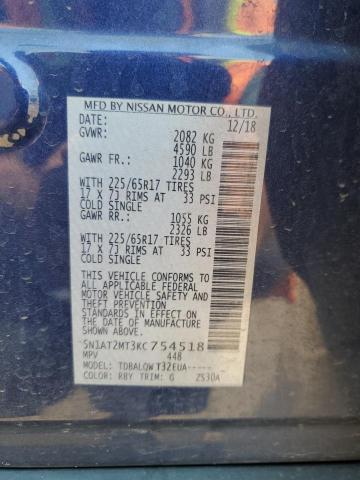 MFD BY NISSAN MOTOR CO., LTD.
DATE: 12/18
GVWR: 2082 KG
4590 LB
GAWR FR.: 1040 KG
2293 LB
WITH 225/65R17 TIRES
17 X 7J RIMS AT 33 PSI
COLD SINGLE
GAWR RR.: 1055 KG
2326 LB
WITH 225/65R17 TIRES
17 X 7J RIMS AT 33 PSI
COLD SINGLE
THIS VEHICLE CONFORMS TO
ALL APPLICABLE FEDERAL
MOTOR VEHICLE SAFETY
AND THEFT PREVENTION
STANDARDS IN EFFECT ON
THE DATE OF MANUFACTURE
SHOWN ABOVE.
5N1AT2MT3KC754518
MPV 448
MODEL: TDBALQWT32EUA-----
COLOR: RBY TRIM: G ZS30A